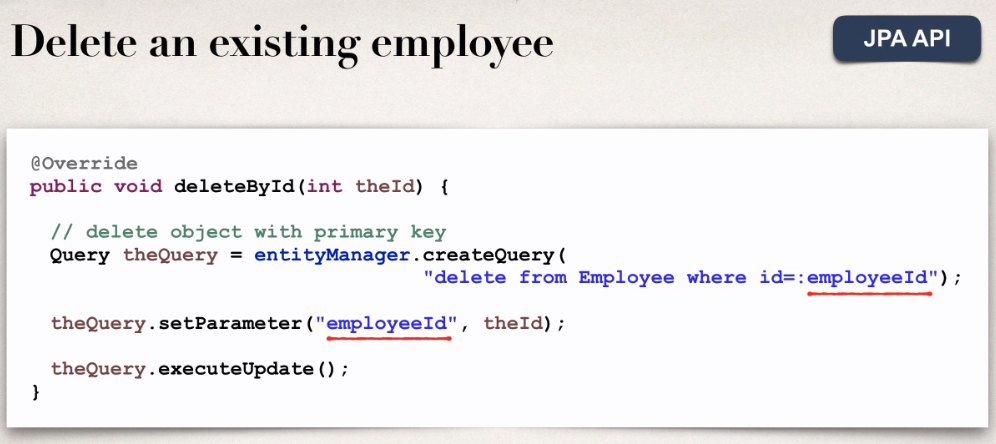 Delete an existing employee
JPA API
@Override
public void deleteById(int theId) {
// delete object with primary key
Query theQuery = entityManager.createQuery(
"delete from Employee where id=:employeeId");
theQuery.setParameter("employeeId", theId);
theQuery.executeUpdate();
}